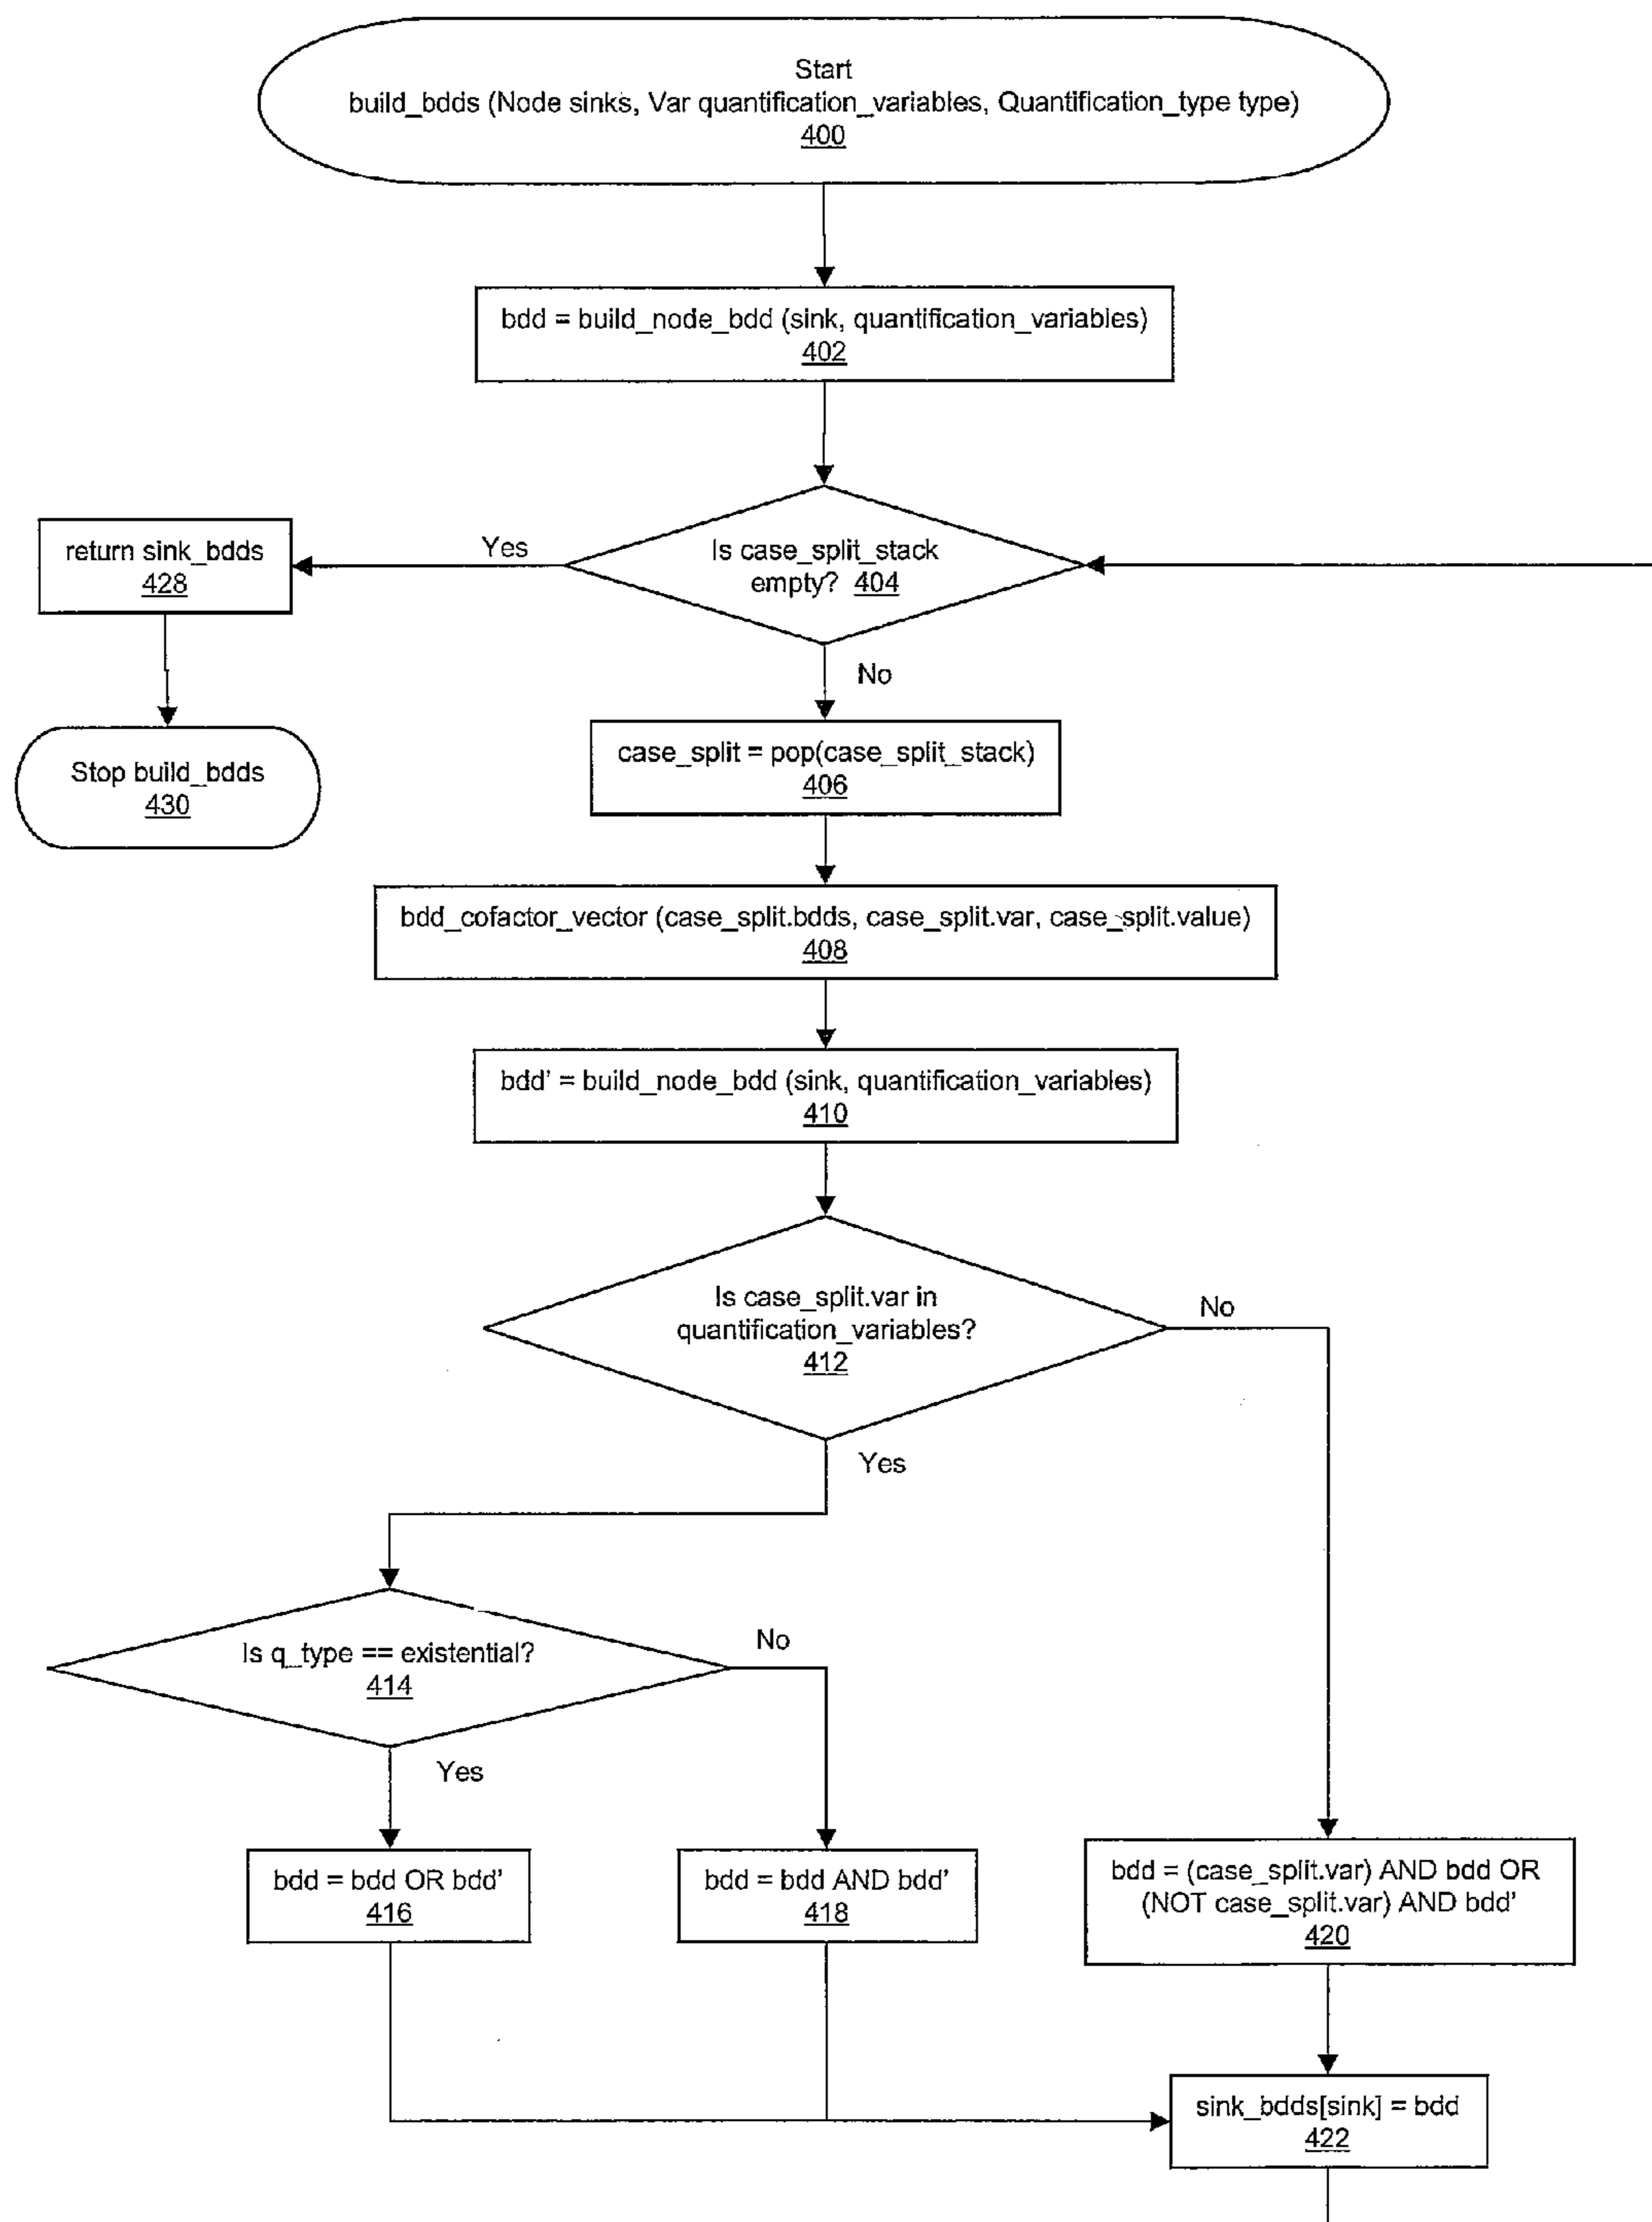 Start
build_bdds (Node sinks, Var quantification_variables, Quantification_type type)
400
bdd = build_node_bdd (sink, quantification_variables)
402
Is case_split_stack
empty? 404
Yes
return sink_bdds
428
Stop build_bdds
430
No
case_split = pop(case_split_stack)
406
bdd_cofactor_vector (case_split.bdds, case_split.var, case_split.value)
408
bdd' = build_node_bdd (sink, quantification_variables)
410
Is case_split.var in
quantification_variables?
412
No
Yes
Is q_type == existential?
414
No
Yes
bdd = bdd OR bdd'
416
bdd = bdd AND bdd'
418
bdd = (case_split.var) AND bdd OR
(NOT case_split.var) AND bdd'
420
sink_bdds[sink] = bdd
422